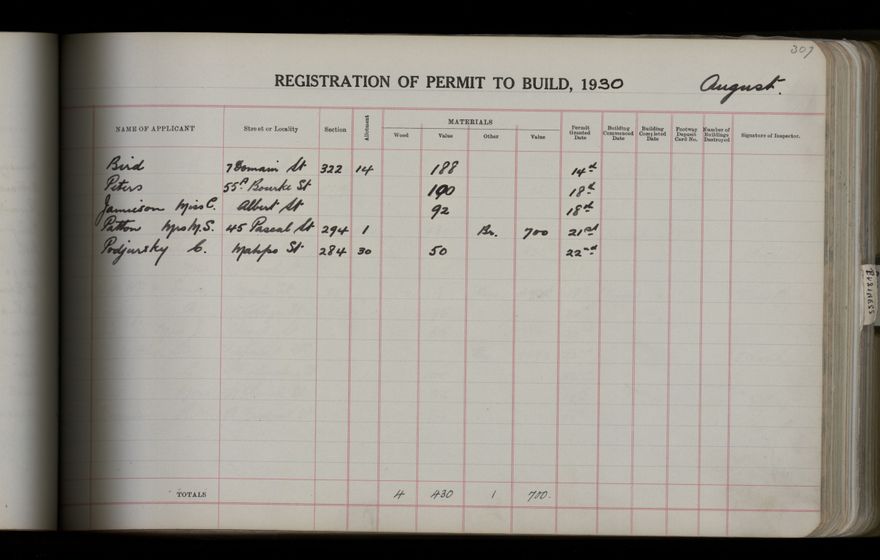 307
REGISTRATION OF PERMIT TO BUILD, 1930 August.
NAME OF APPLICANT Street or Locality Section Allotment MATERIALS Wood Value Other Value Permit Granted Date Building Commenced Date Building Completed Date Footway Deposit Card No. Number of Buildings Destroyed Signature of Inspector.
Bird 7 Domain St 322 14 188 14th
Peters 55A Bourke St 100 18th
Jamieson Miss C. Albert St 92 18th
Patton Mrs M.S. 45 Pascal St 294 1 Br. 700 21st
Podjursky C. St 284 30 50 22nd
TOTALS 4 430 1 700.
BUSINESS